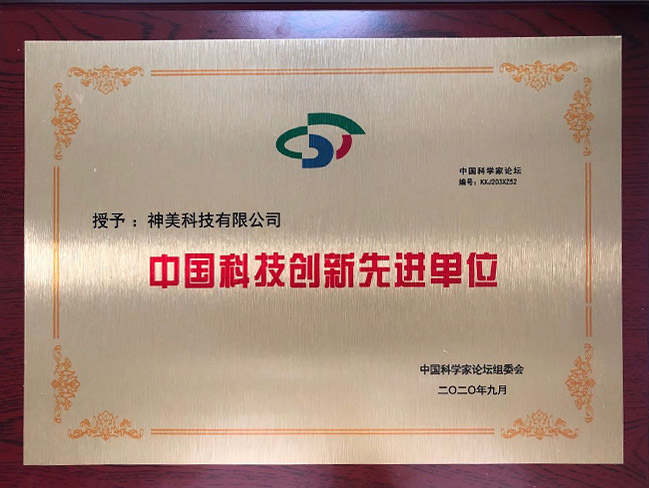 中国科学家论坛
编号：KXJ203XZ52
授予：神美科技有限公司
中国科技创新先进单位
中国科学家论坛组委会
二〇二〇年九月